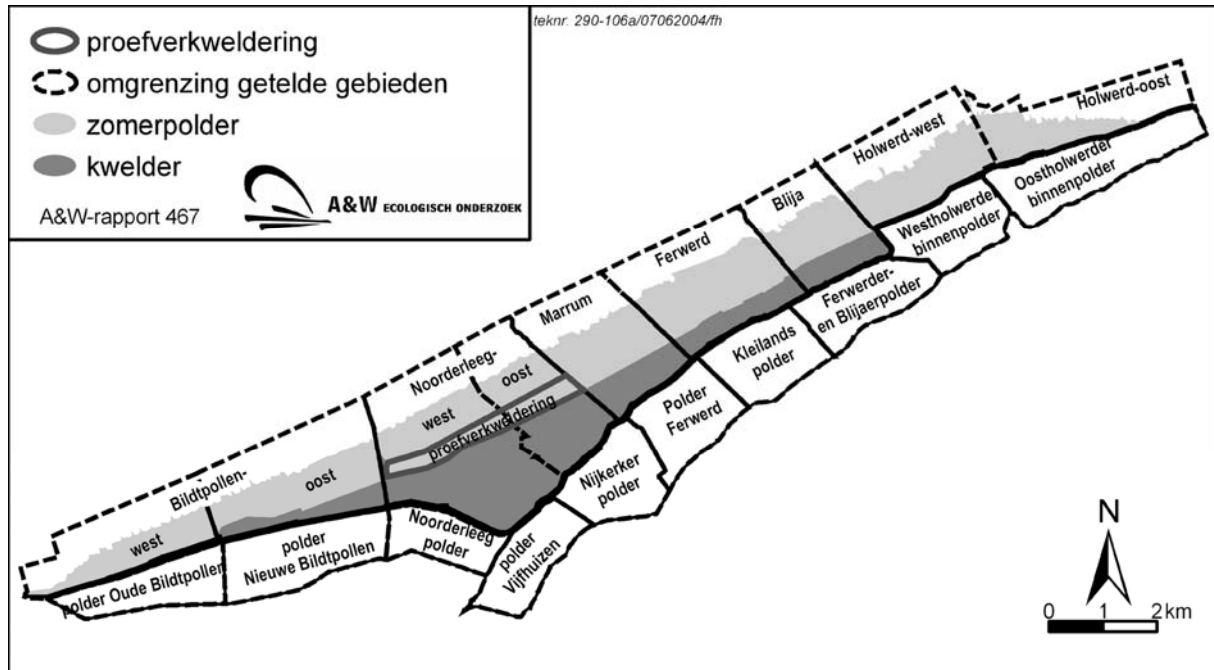 teknr. 290-106a/07062004/fh
proefverkweldering
omgrenzing getelde gebieden
zomerpolder
kwelder
A&W-rapport 467
A&W ECOLOGISCH ONDERZOEK
Holwerd-oost
Holwerd-west
Blija
Ferwerd
Marrum
Noorderleeg-
oost
west
proefverkweldering
Bildtpollen-
oost
west
Oostholwerder
binnenpolder
Westholwerder
binnenpolder
Ferwerder-
en Blijaerpolder
Kleilands
polder
Polder
Ferwerd
Nijkerker
polder
polder
Vijfhuizen
Noorderleeg
polder
polder
Nieuwe Bildtpollen
polder Oude Bildtpollen
N
0 1 2 km